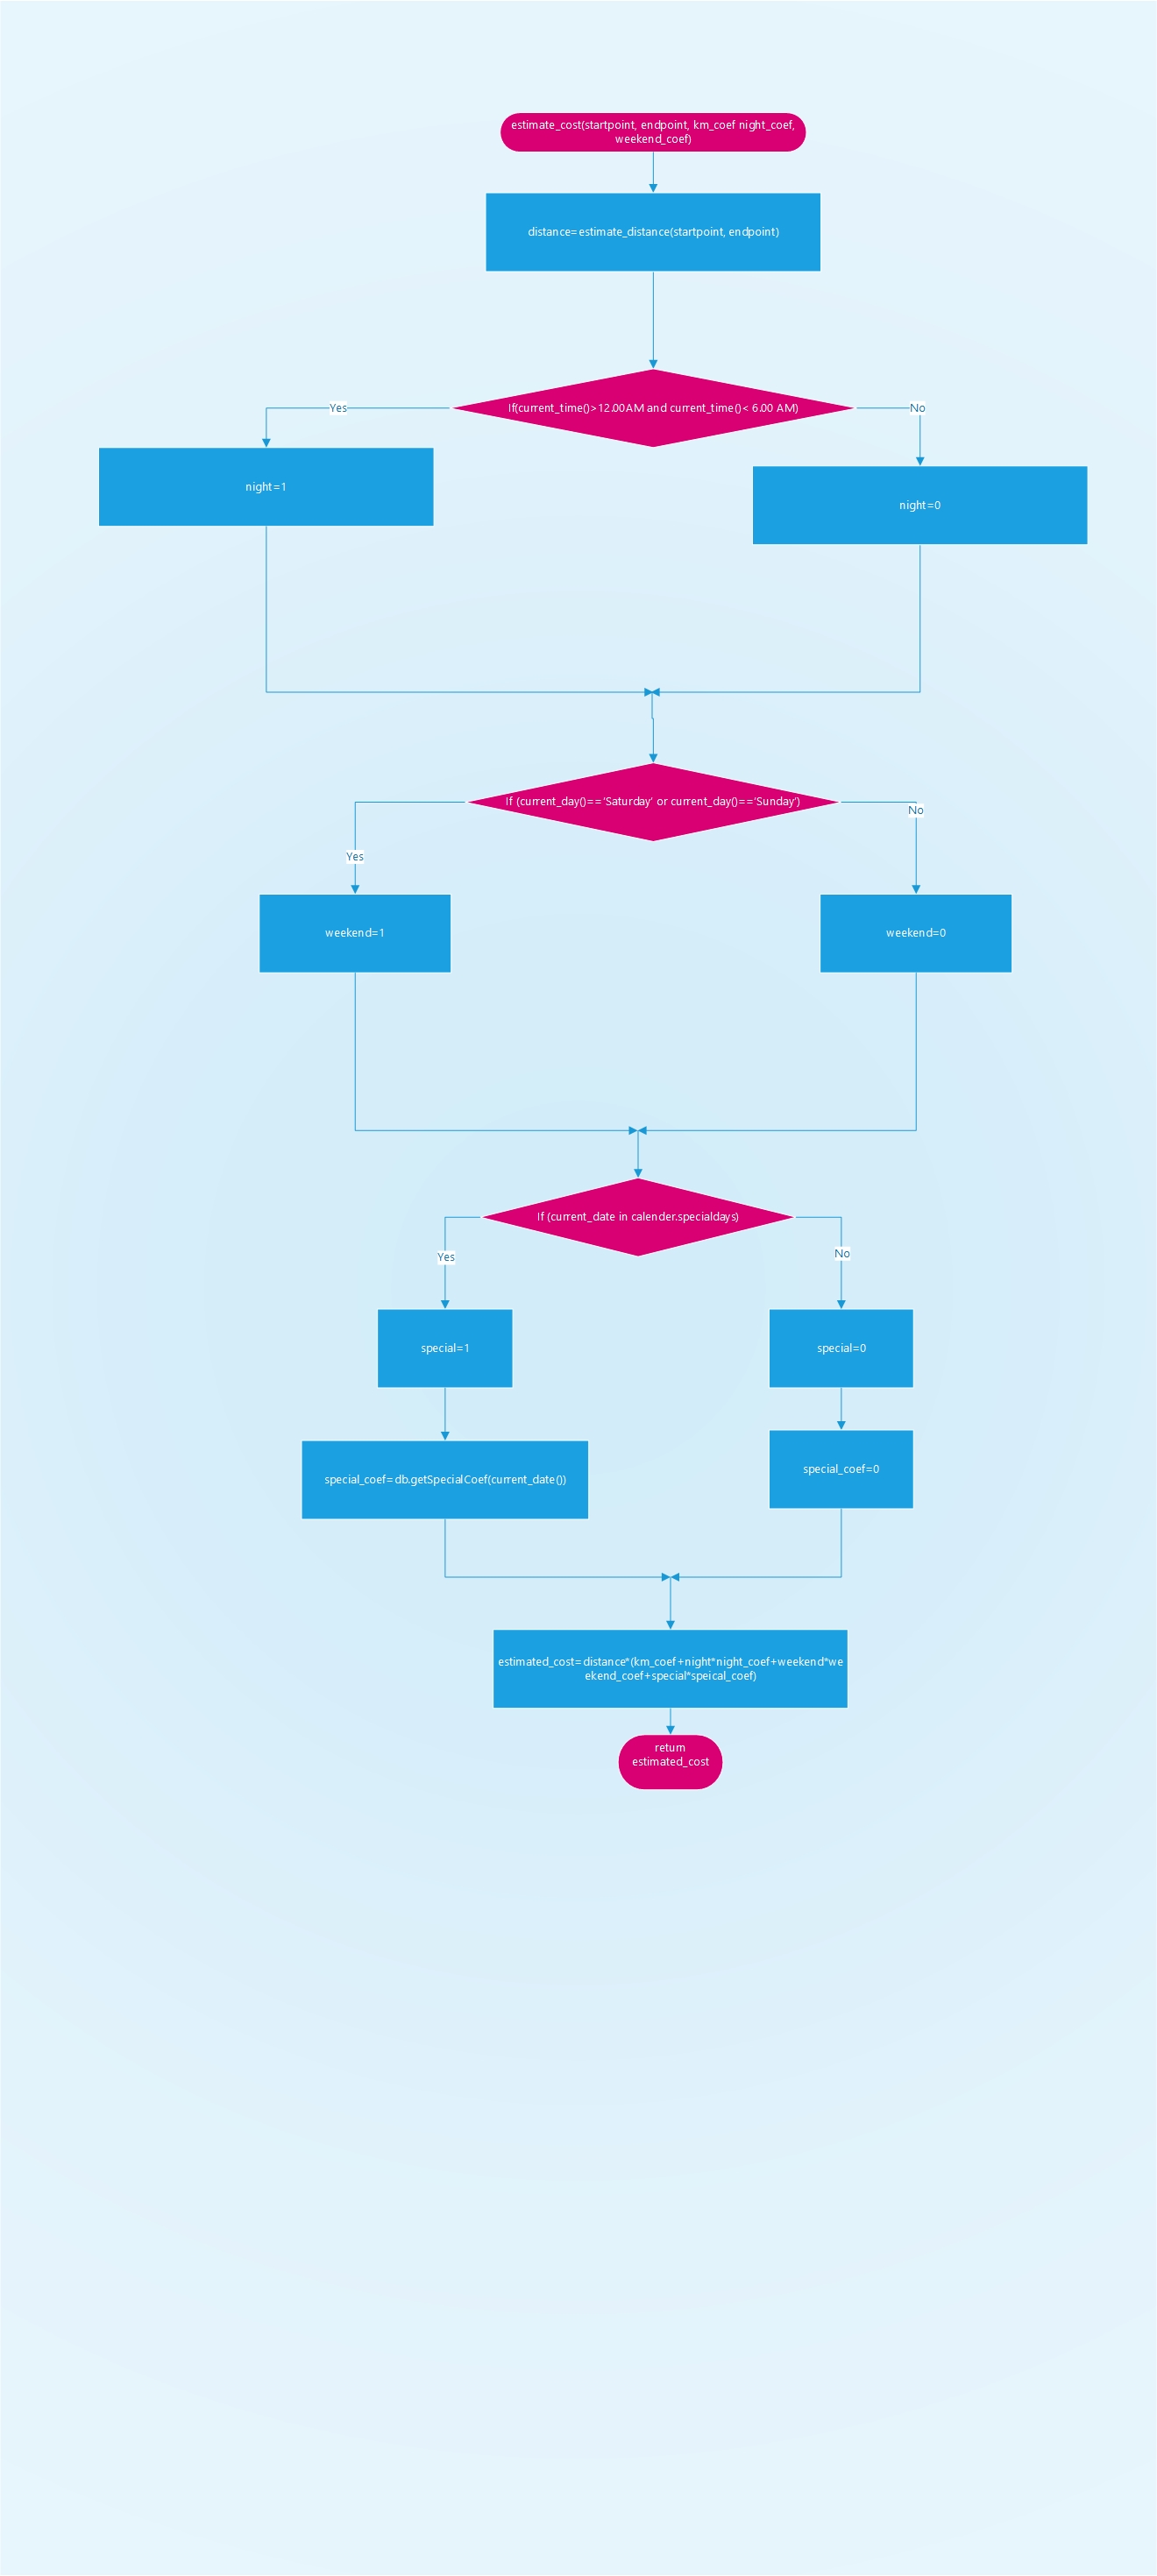 estimate_cost(startpoint, endpoint, km_coef night_coef,
weekend_coef)
distance=estimate_distance(startpoint, endpoint)
If(current_time()>12.00AM and current_time()< 6.00 AM)
Yes
No
night=1
night=0
If (current_day()=='Saturday' or current_day()=='Sunday')
No
Yes
weekend=1
weekend=0
If (current_date in calender.specialdays)
Yes
No
special=1
special=0
special_coef=db.getSpecialCoef(current_date())
special_coef=0
estimated_cost=distance*(km_coef+night*night_coef+weekend*we
ekend_coef+special*speical_coef)
return
estimated_cost